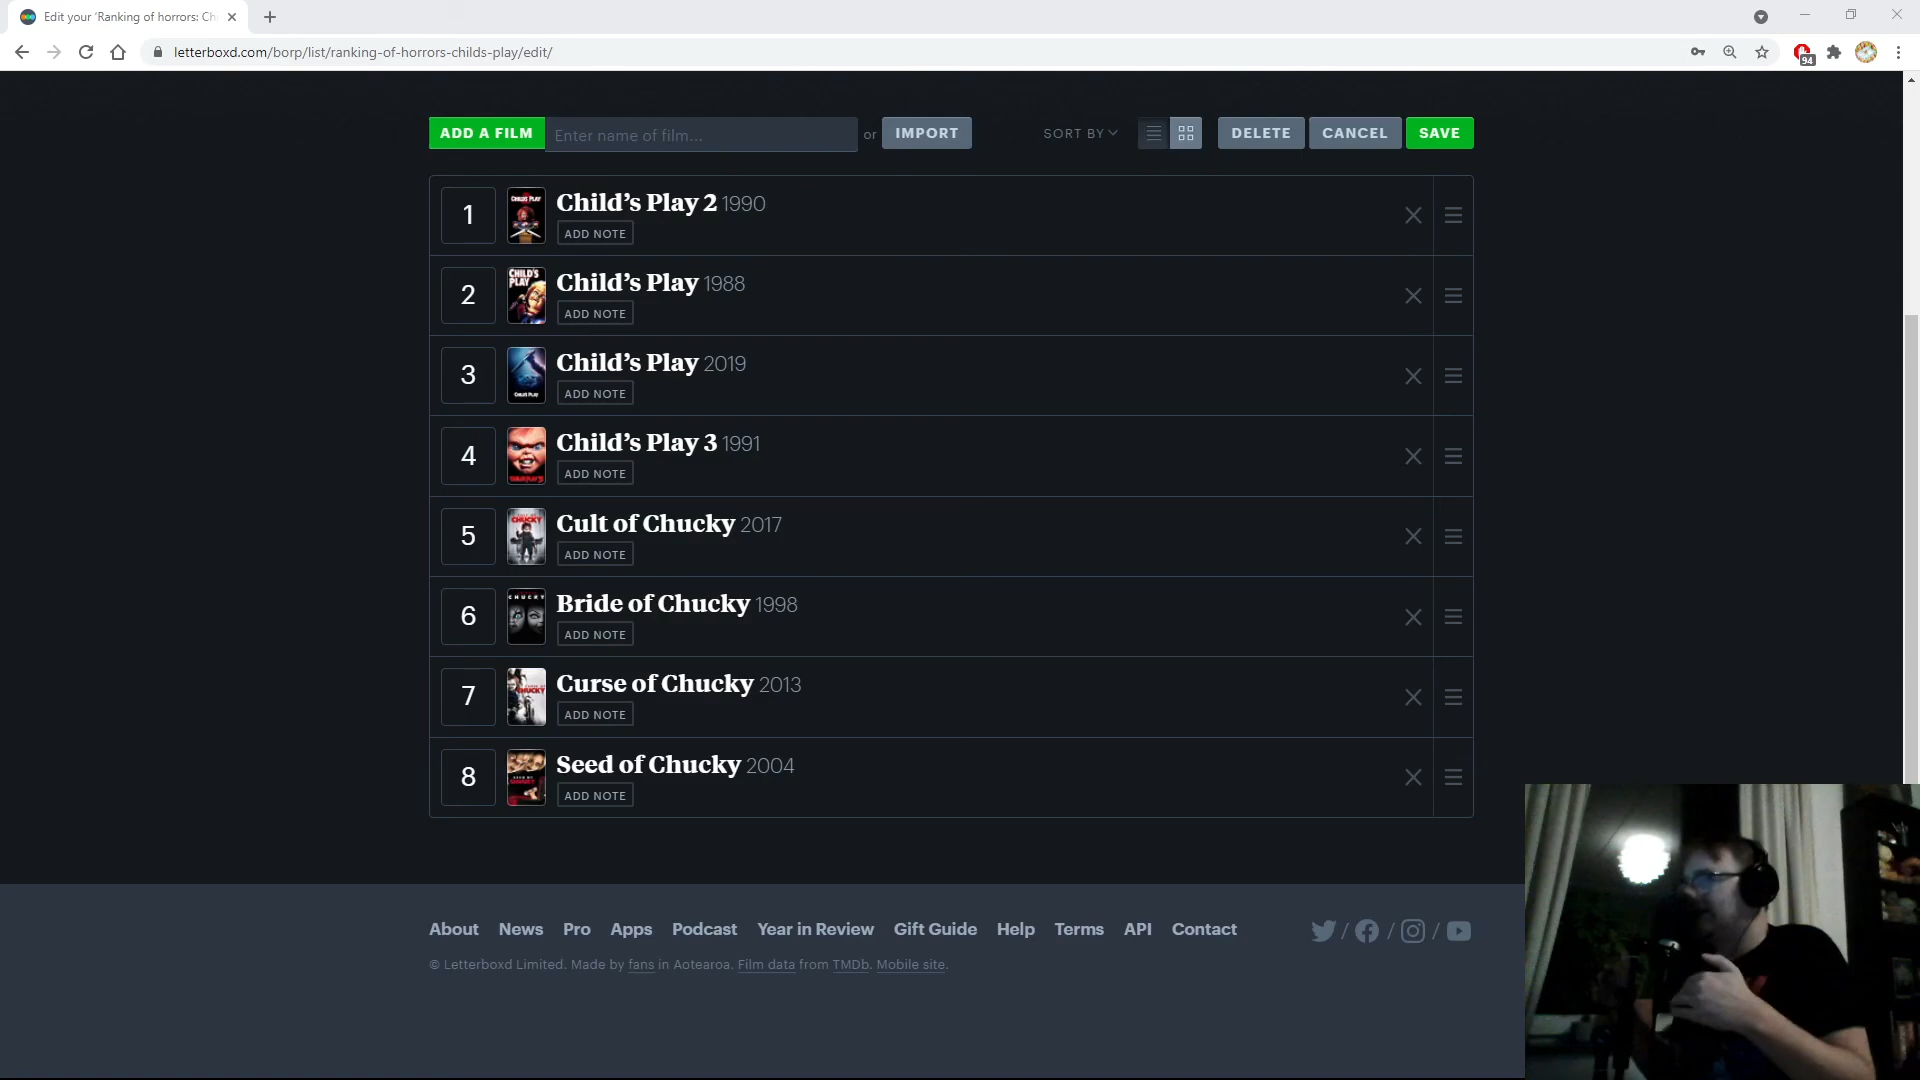 Edit your ‘Ranking of horrors: Ch
letterboxd.com/borp/list/ranking-of-horrors-childs-play/edit/
94
ADD A FILM Enter name of film... or IMPORT SORT BY DELETE CANCEL SAVE
1 Child’s Play 2 1990
ADD NOTE
2 Child’s Play 1988
ADD NOTE
3 Child’s Play 2019
ADD NOTE
4 Child’s Play 3 1991
ADD NOTE
5 Cult of Chucky 2017
ADD NOTE
6 Bride of Chucky 1998
ADD NOTE
7 Curse of Chucky 2013
ADD NOTE
8 Seed of Chucky 2004
ADD NOTE
About News Pro Apps Podcast Year in Review Gift Guide Help Terms API Contact
© Letterboxd Limited. Made by fans in Aotearoa. Film data from TMDb. Mobile site.